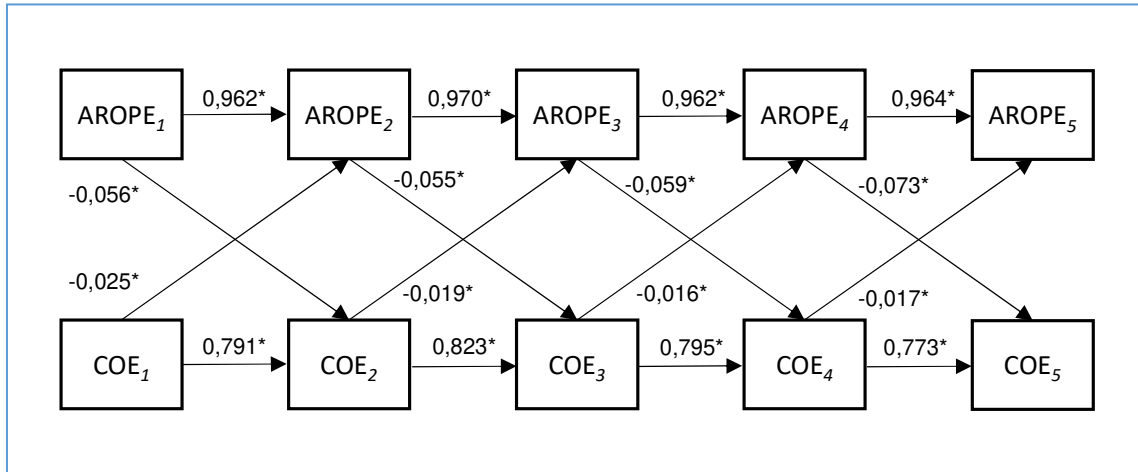 0,962*
0,970*
0,962*
0,964*
AROPE1
AROPE2
AROPE3
AROPE4
AROPE5
-0,056*
-0,055*
-0,059*
-0,073*
-0,025*
-0,019*
-0,016*
-0,017*
0,791*
0,823*
0,795*
0,773*
COE1
COE2
COE3
COE4
COE5